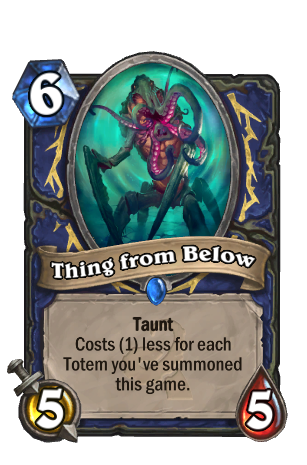 6
Thing from Below
Taunt
Costs (1) less for each
Totem you've summoned
this game.
5
5